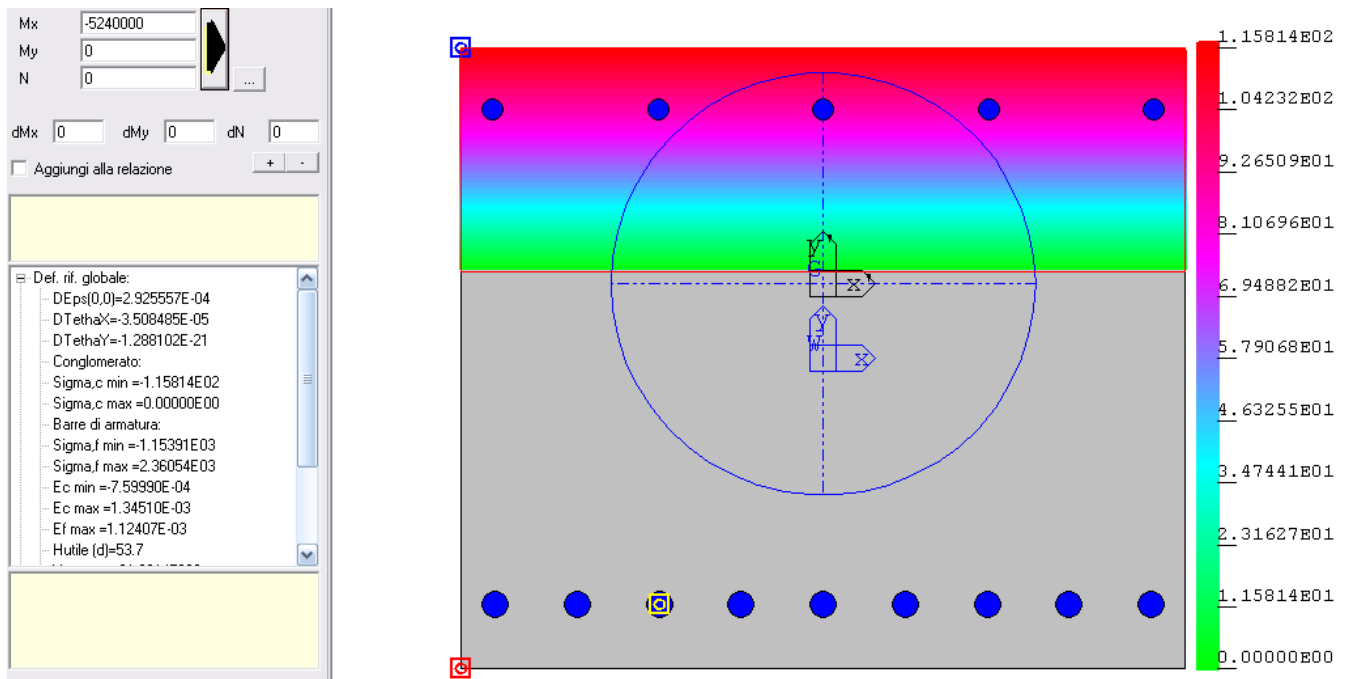 Mx -5240000
My 0
N 0 ...
dMx 0 dMy 0 dN 0
Aggiungi alla relazione + -
Def. rif. globale:
DEps(0,0)=2.925557E-04
DTethaX=-3.508485E-05
DTethaY=-1.288102E-21
Conglomerato:
Sigma,c min =-1.15814E02
Sigma,c max =0.00000E00
Barre di armatura:
Sigma,f min =-1.15391E03
Sigma,f max =2.36054E03
Ec min =-7.59990E-04
Ec max =1.34510E-03
Ef max =1.12407E-03
Hutile (d)=53.7
y
x
y
x
1.15814E02
1.04232E02
9.26509E01
8.10696E01
6.94882E01
5.79068E01
4.63255E01
3.47441E01
2.31627E01
1.15814E01
0.00000E00